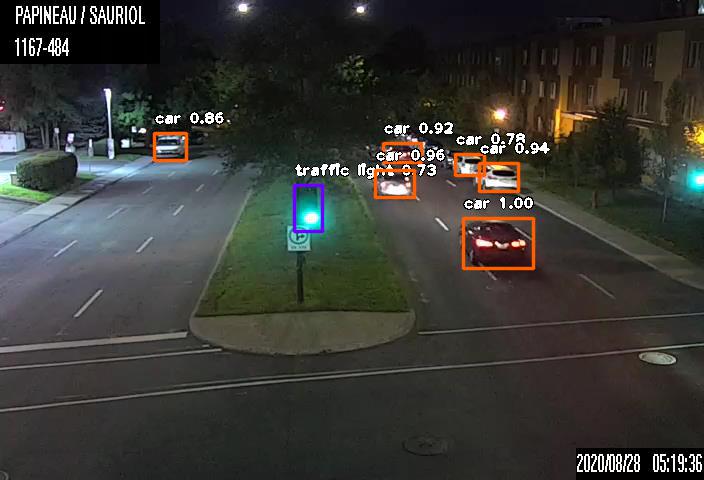 PAPINEAU / SAURIOL
1167-484
car 0.86
car 0.92
car 0.78
car 0.94
car 0.96
traffic light 0.73
car 1.00
2020/08/28 05:19:36